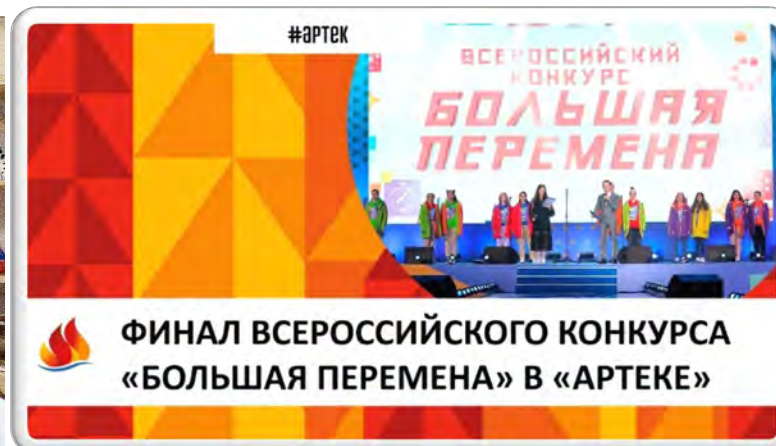 #артек
ВСЕРОССИЙСКИЙ
КОНКУРС
БОЛЬШАЯ
ПЕРЕМЕНА
ФИНАЛ ВСЕРОССИЙСКОГО КОНКУРСА
«БОЛЬШАЯ ПЕРЕМЕНА» В «АРТЕКЕ»